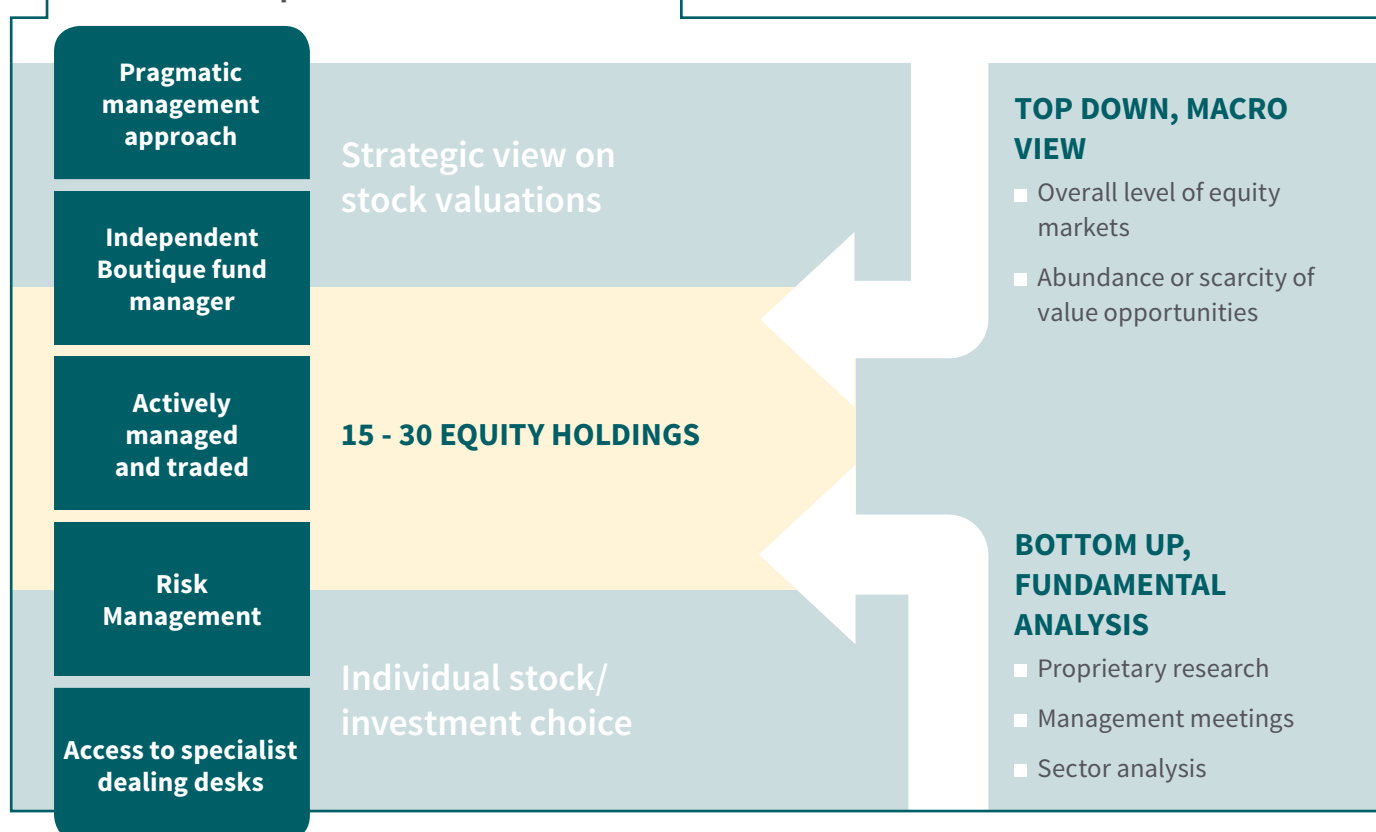 Pragmatic
management
approach
Independent
Boutique fund
manager
Actively
managed
and traded
Risk
Management
Access to specialist
dealing desks
Strategic view on
stock valuations
15 - 30 EQUITY HOLDINGS
Individual stock/
investment choice
TOP DOWN, MACRO
VIEW
Overall level of equity
markets
Abundance or scarcity of
value opportunities
BOTTOM UP,
FUNDAMENTAL
ANALYSIS
Proprietary research
Management meetings
Sector analysis